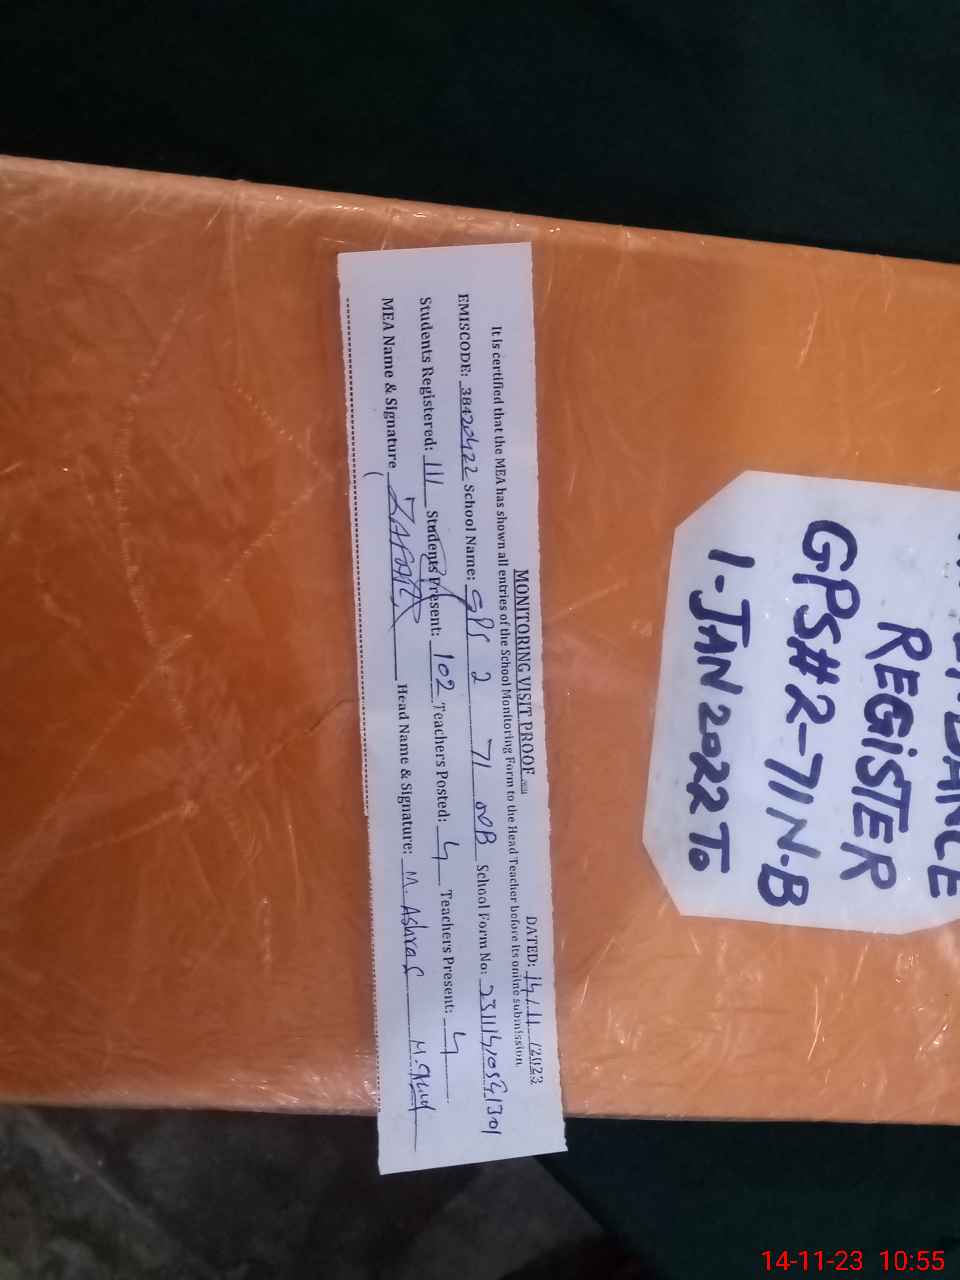 MONITORING VISIT PROOF
DATED: 14/11/2023
It is certified that the MEA has shown all entries of the School Monitoring Form to the Head Teacher before its online submission.
EMISCODE: 38420422 School Name: GPS 2 71 NB School Form No:
Students Registered: 111 Students Present: 102 Teachers Posted: 4 Teachers Present: 4
MEA Name & Signature ZAFAR Head Name & Signature: M. Ashraf
REGiSTER
GPS#2-71N.B
1-JAN 2022 To
14-11-23 10:55